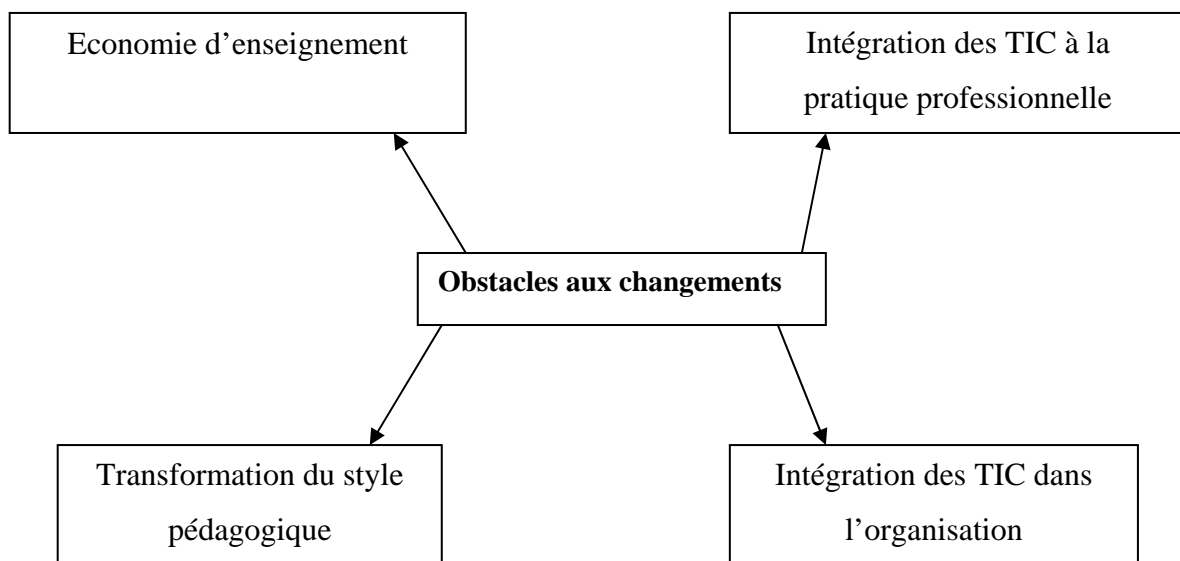 Economie d’enseignement
Intégration des TIC à la
pratique professionnelle
Obstacles aux changements
Transformation du style
pédagogique
Intégration des TIC dans
l’organisation